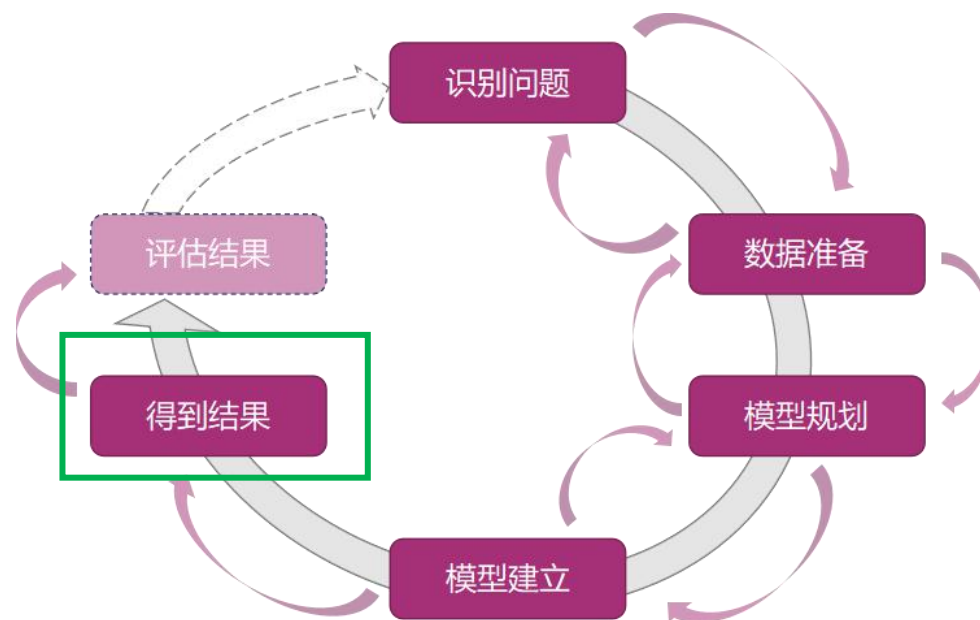 识别问题
数据准备
模型规划
模型建立
得到结果
评估结果